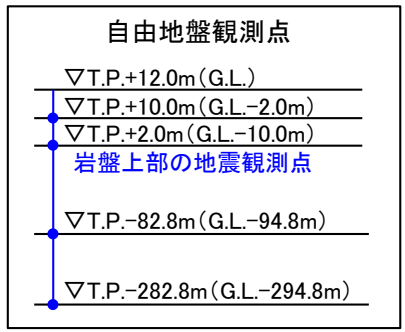 自由地盤観測点
▽T.P.+12.0m(G.L.)
▽T.P.+10.0m(G.L.-2.0m)
▽T.P.+2.0m(G.L.-10.0m)
岩盤上部の地震観測点
▽T.P.-82.8m(G.L.-94.8m)
▽T.P.-282.8m(G.L.-294.8m)